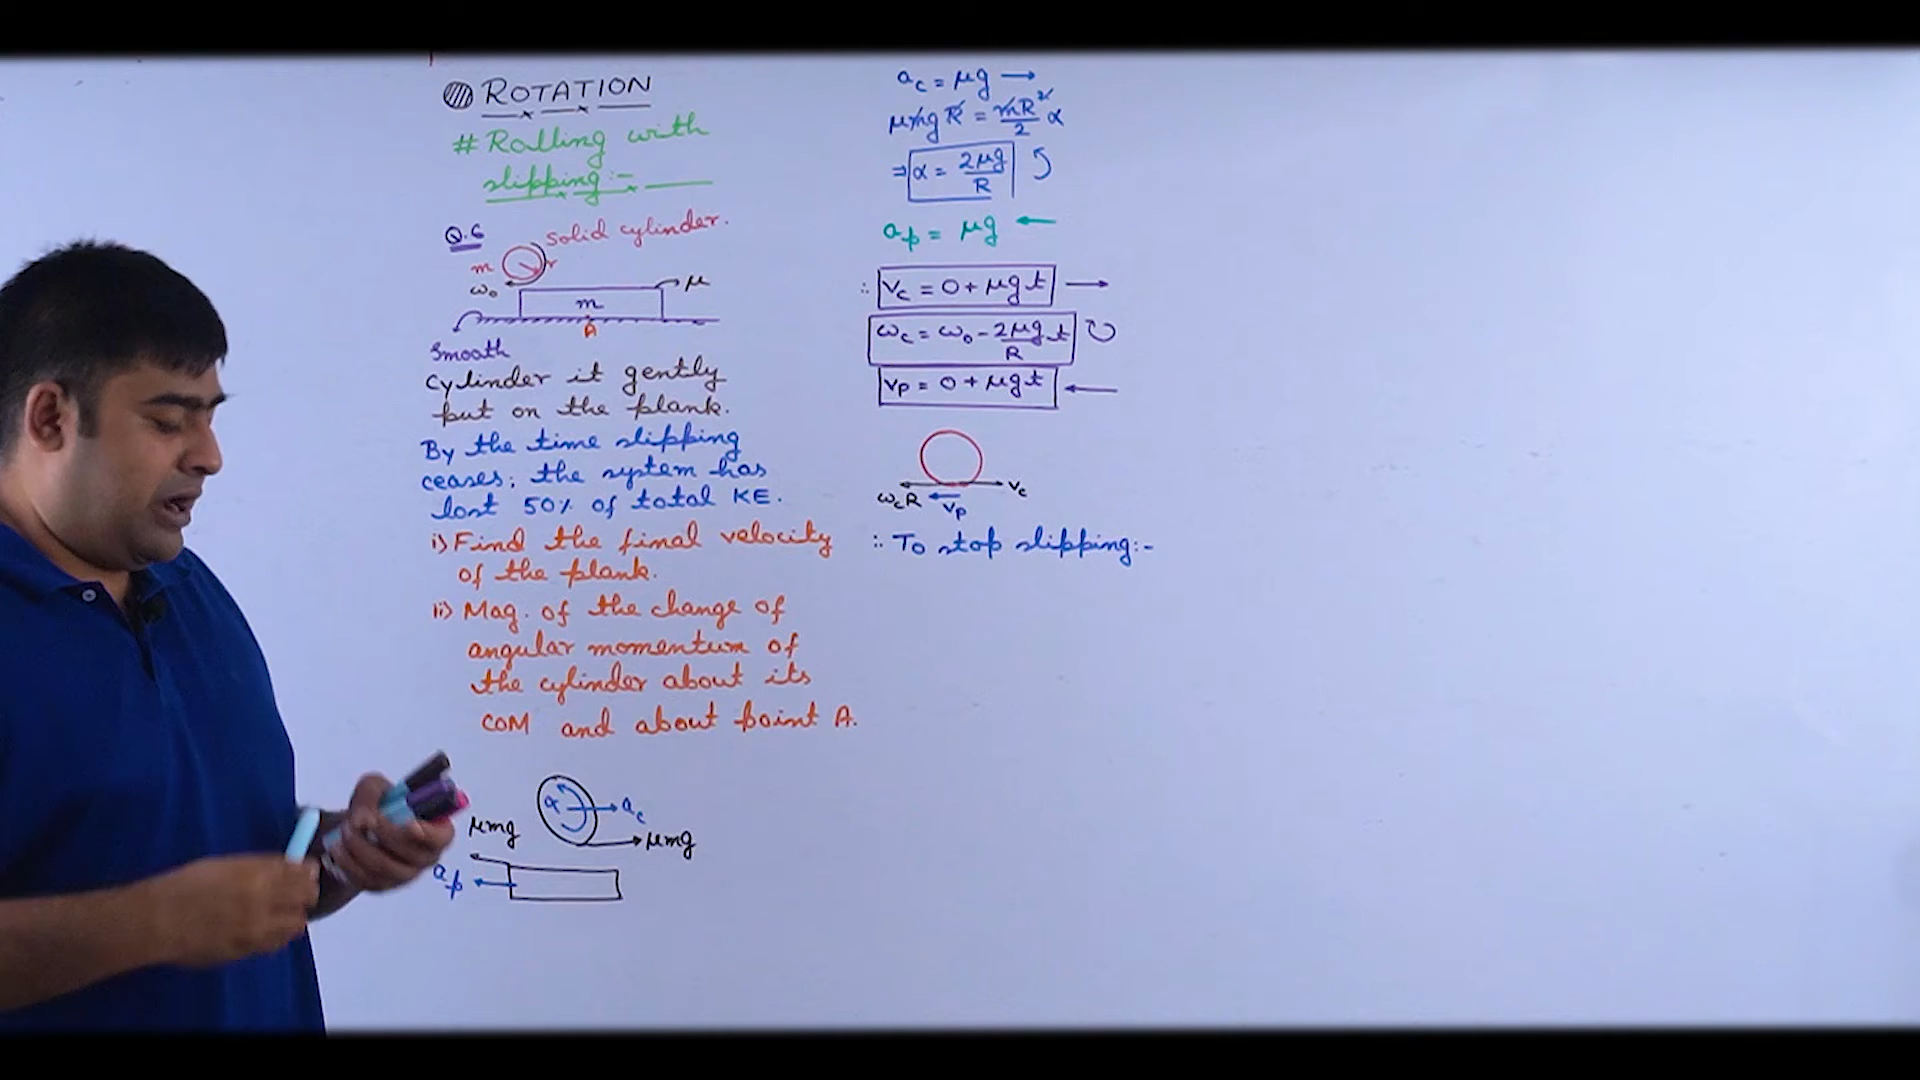 ROTATION
# Rolling with
slipping:-
Q.6 solid cylinder.
m r
ω₀ m μ
A
Smooth
Cylinder it gently
put on the plank.
By the time slipping
ceases; the system has
lost 50% of total KE.
i) Find the final velocity
of the plank.
ii) Mag. of the change of
angular momentum of
the cylinder about its
COM and about point A.
α a_c
μmg μmg
a_p
a_c = μg →
μmg R = mR²/2 α
⇒ α = 2μg/R ↺
a_p = μg ←
∴ v_c = 0 + μgt →
ω_c = ω₀ - 2μg/R t ↻
v_p = 0 + μgt ←
ω_c R v_p v_c
∴ To stop slipping:-